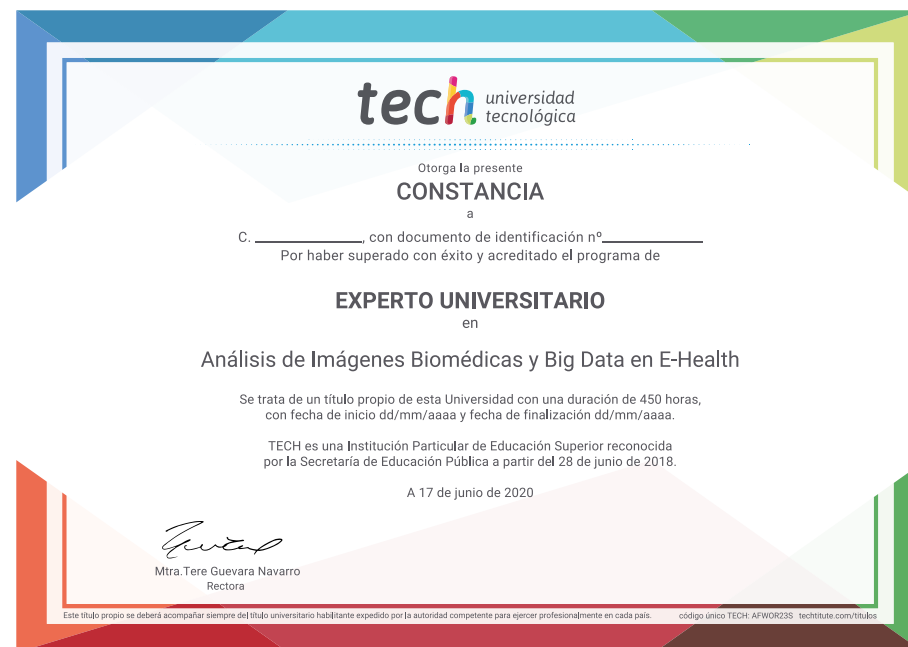 tech universidad
tecnológica
Otorga la presente
CONSTANCIA
a
C. ____________, con documento de identificación nº____________
Por haber superado con éxito y acreditado el programa de
EXPERTO UNIVERSITARIO
en
Análisis de Imágenes Biomédicas y Big Data en E-Health
Se trata de un título propio de esta Universidad con una duración de 450 horas,
con fecha de inicio dd/mm/aaaa y fecha de finalización dd/mm/aaaa.
TECH es una Institución Particular de Educación Superior reconocida
por la Secretaría de Educación Pública a partir del 28 de junio de 2018.
A 17 de junio de 2020
Mtra.Tere Guevara Navarro
Rectora
Este título propio se deberá acompañar siempre del título universitario habilitante expedido por la autoridad competente para ejercer profesionalmente en cada país. código único TECH: AFWOR23S techtitute.com/titulos